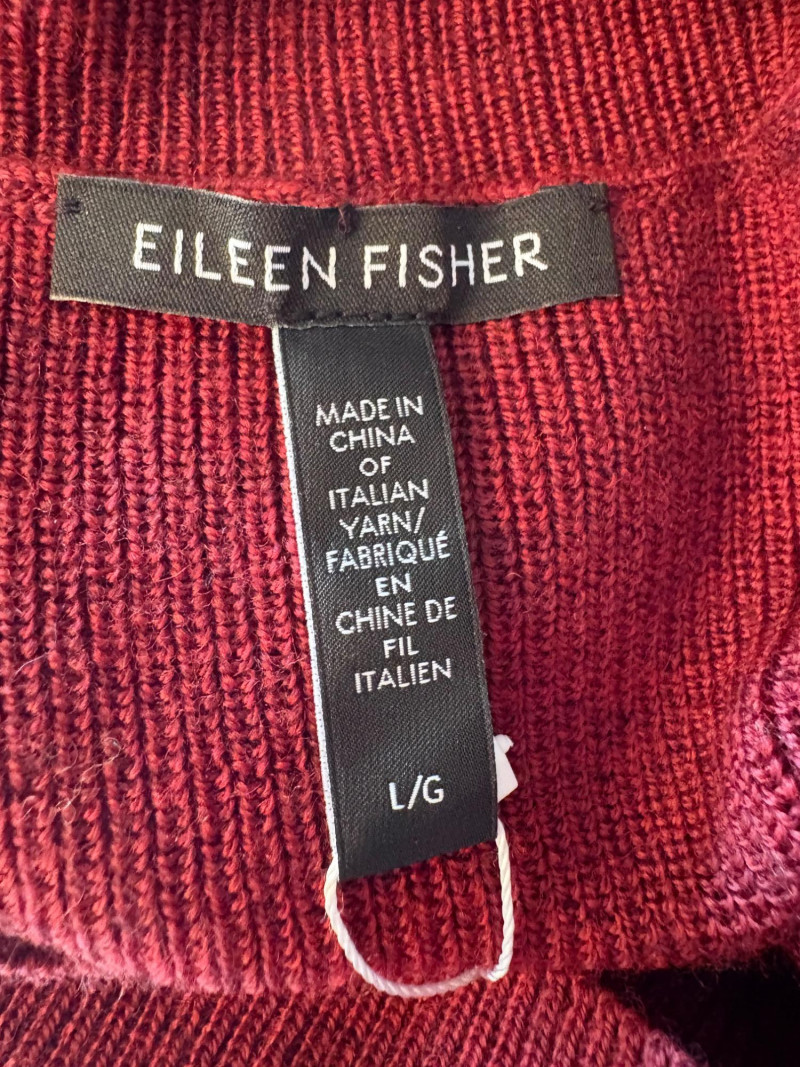 EILEEN FISHER
MADE IN
CHINA
OF
ITALIAN
YARN/
FABRIQUÉ
EN
CHINE DE
FIL
ITALIEN
L/G